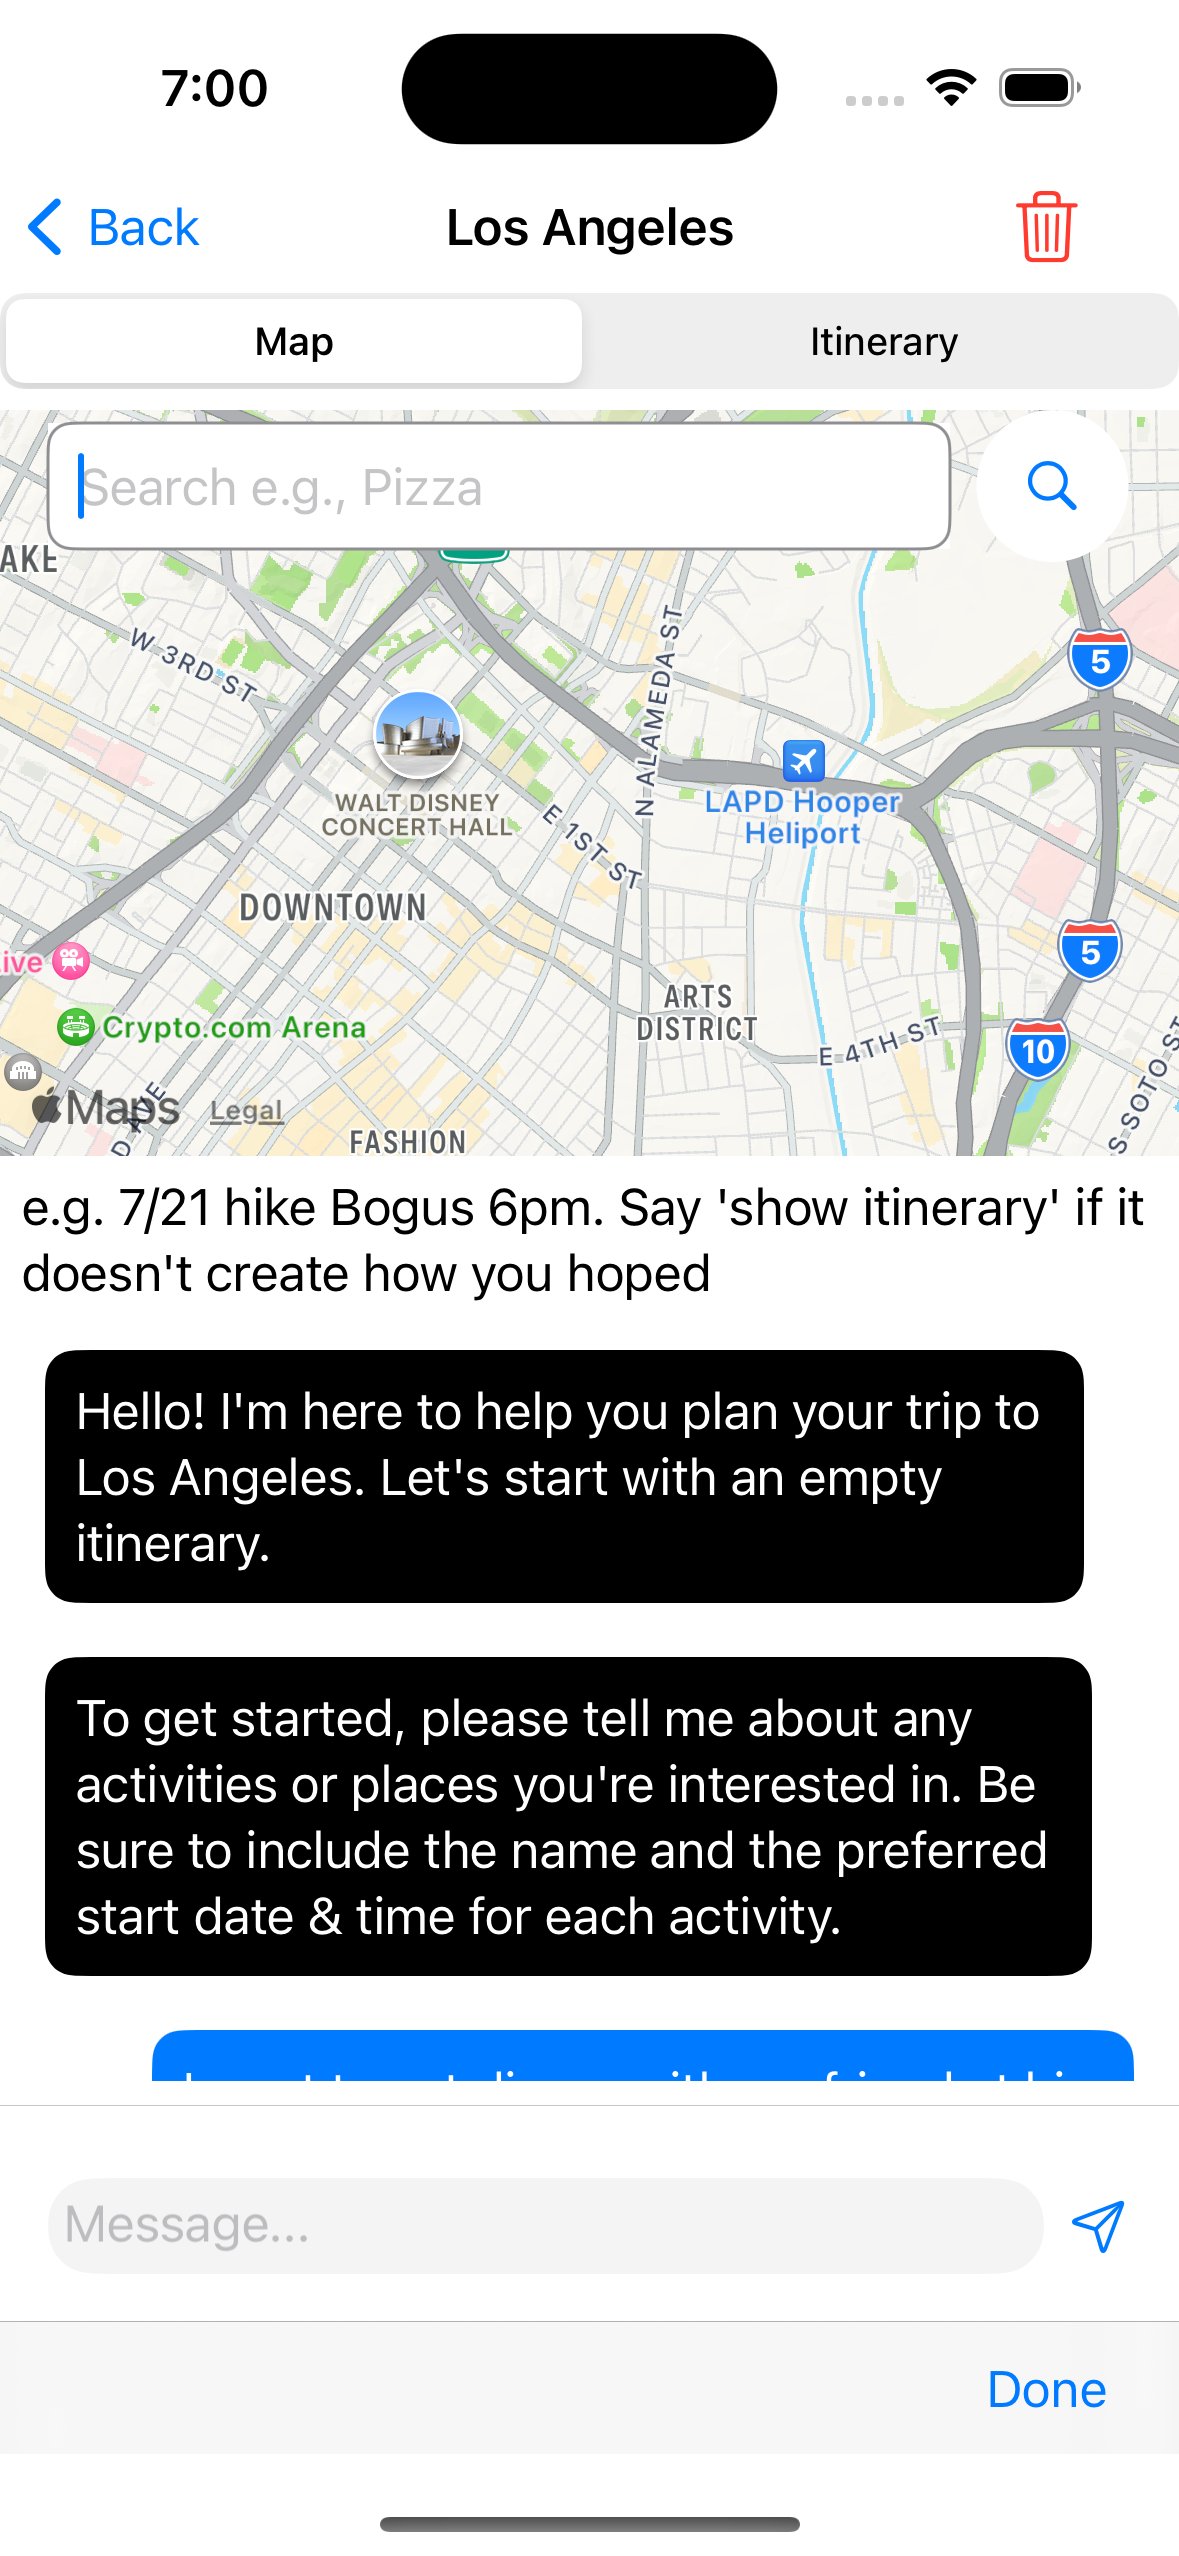 7:00
Back
Los Angeles
Map
Itinerary
Search e.g., Pizza
AKE
W 3RD ST
N ALAMEDA ST
5
WALT DISNEY
CONCERT HALL
E 1ST ST
LAPD Hooper
Heliport
DOWNTOWN
5
ive
ARTS
DISTRICT
Crypto.com Arena
E 4TH ST
10
S SOTO ST
D AVE
Maps
Legal
FASHION
e.g. 7/21 hike Bogus 6pm. Say 'show itinerary' if it
doesn't create how you hoped
Hello! I'm here to help you plan your trip to
Los Angeles. Let's start with an empty
itinerary.
To get started, please tell me about any
activities or places you're interested in. Be
sure to include the name and the preferred
start date & time for each activity.
Message...
Done